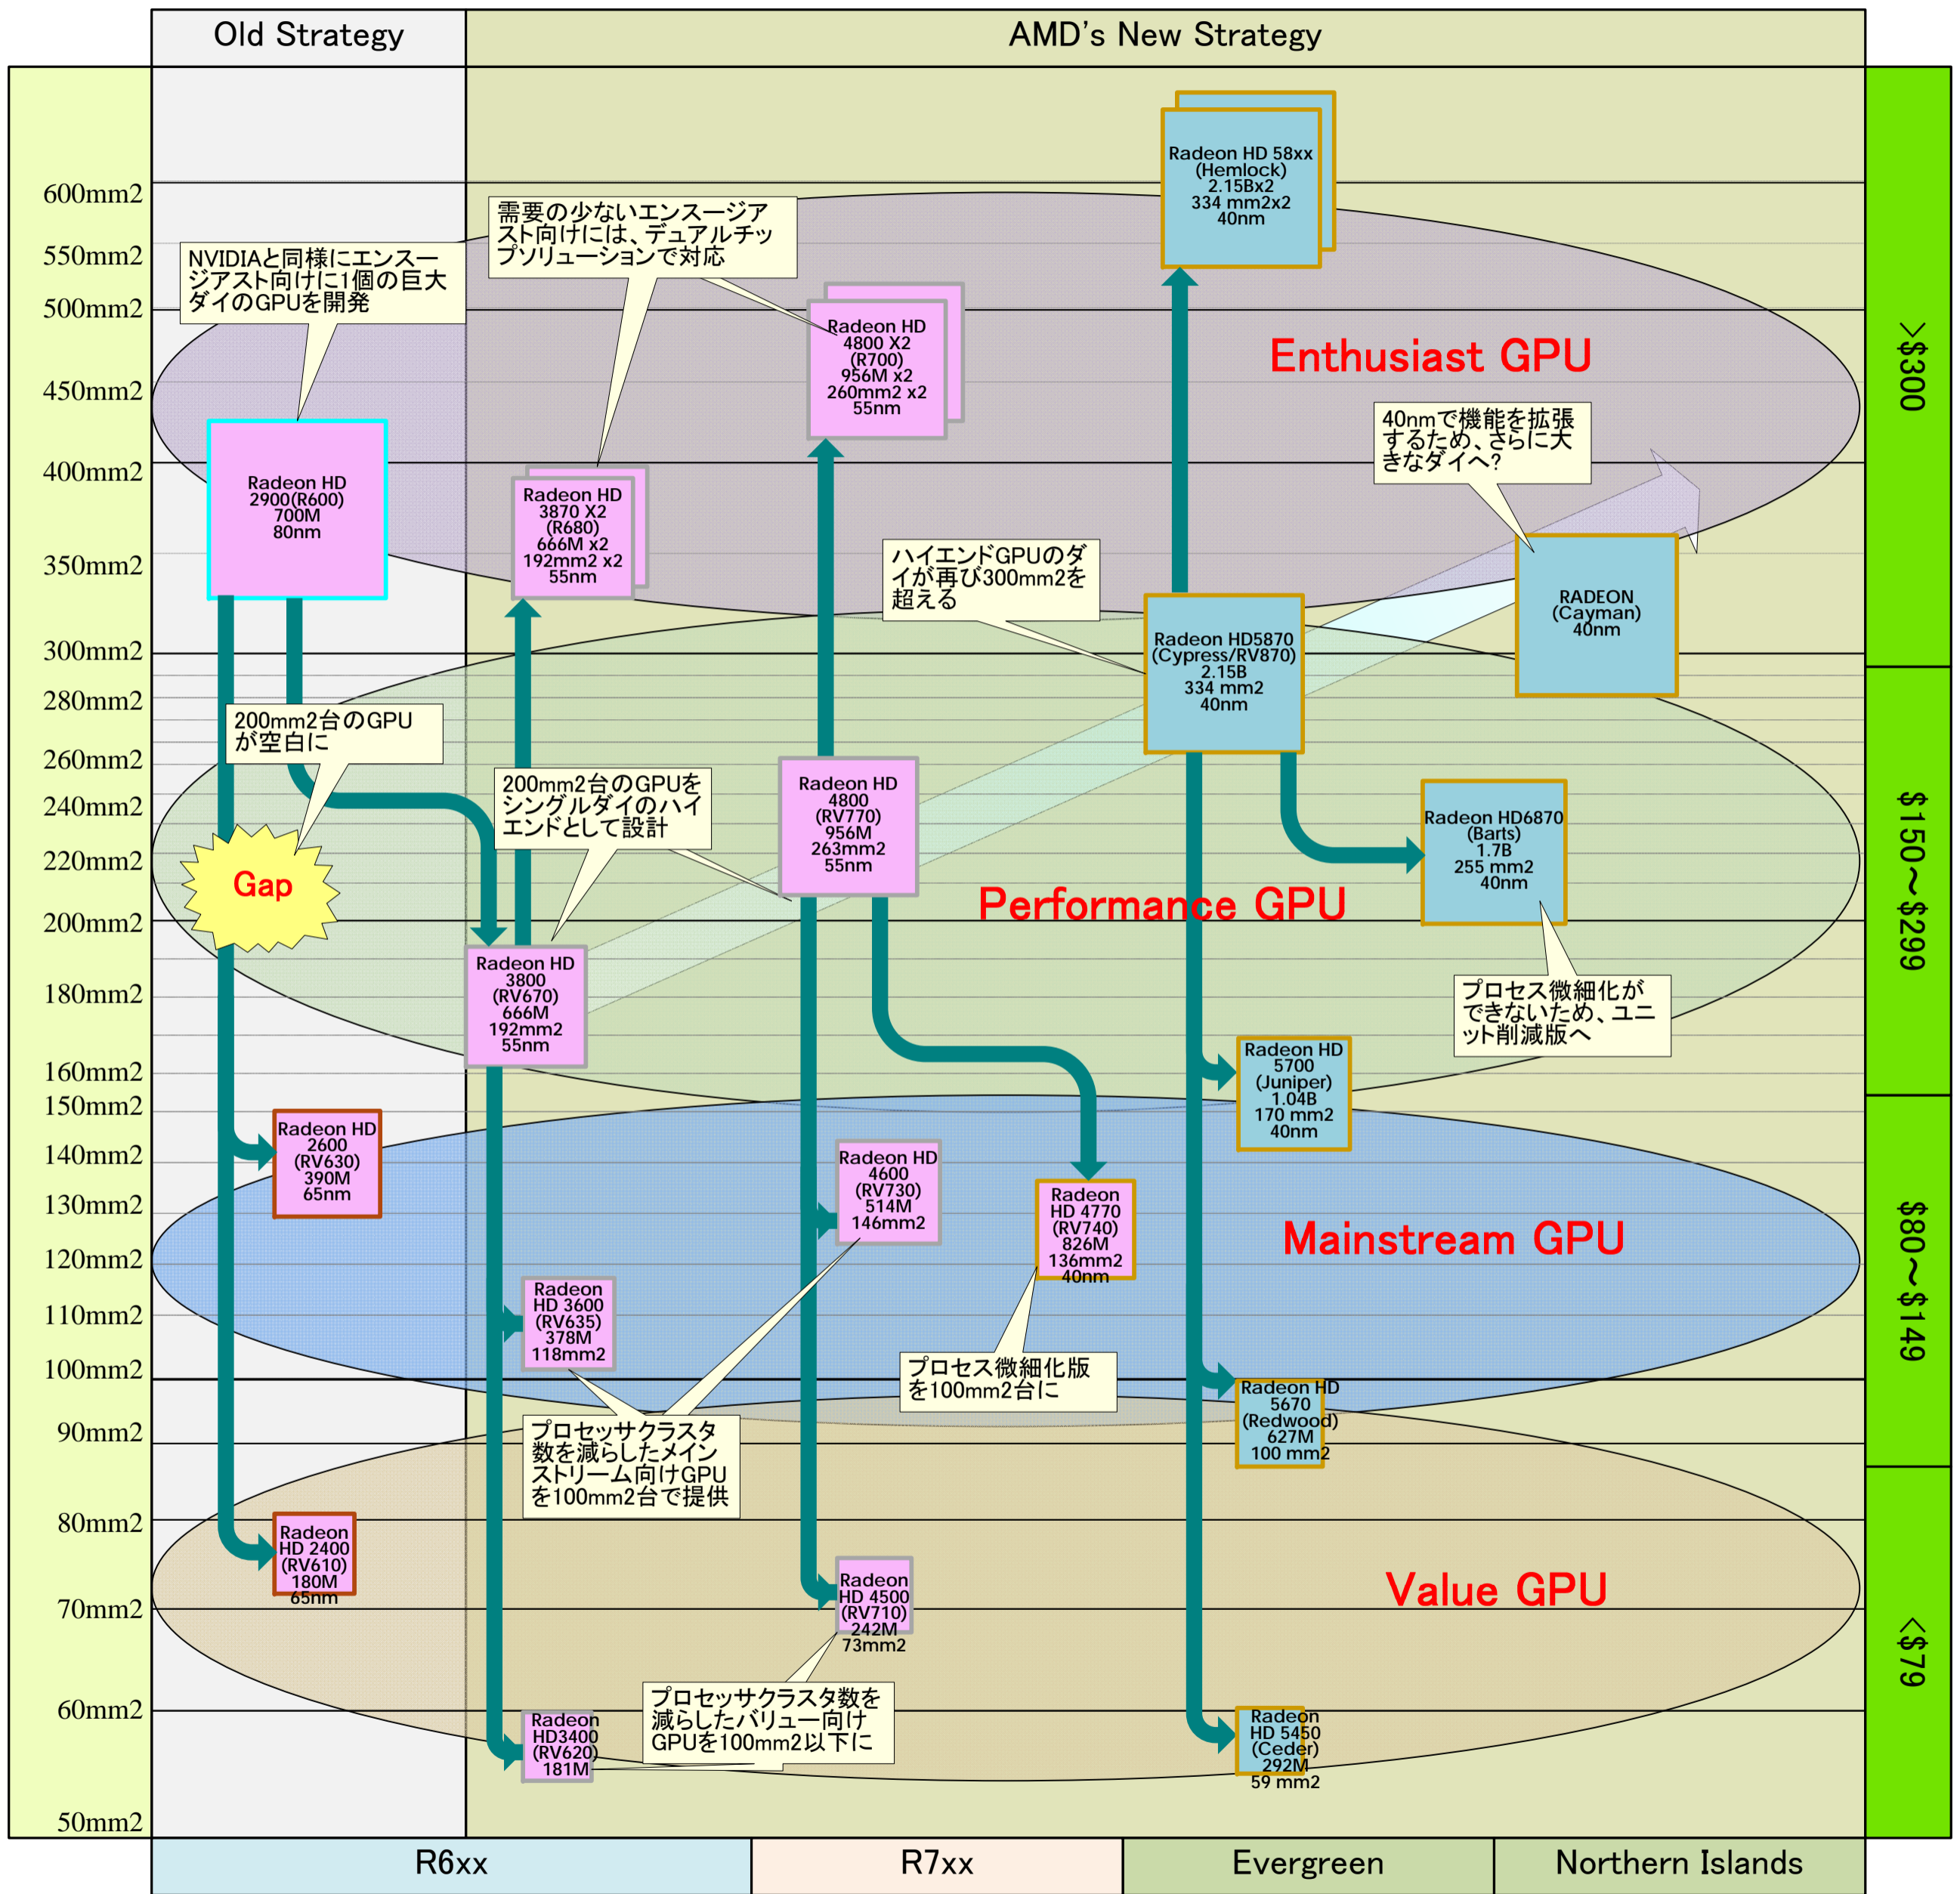 Old Strategy
AMD's New Strategy
600mm2
550mm2
500mm2
450mm2
400mm2
350mm2
300mm2
280mm2
260mm2
240mm2
220mm2
200mm2
180mm2
160mm2
150mm2
140mm2
130mm2
120mm2
110mm2
100mm2
90mm2
80mm2
70mm2
60mm2
50mm2
NVIDIAと同様にエンスー
ジアスト向けに1個の巨大
ダイのGPUを開発
需要の少ないエンスージア
スト向けには、デュアルチッ
プソリューションで対応
Radeon HD 58xx
(Hemlock)
2.15Bx2
334 mm2x2
40nm
Radeon HD
4800 X2
(R700)
956M x2
260mm2 x2
55nm
Enthusiast GPU
40nmで機能を拡張
するため、さらに大
きなダイへ?
Radeon HD
2900(R600)
700M
80nm
Radeon HD
3870 X2
(R680)
666M x2
192mm2 x2
55nm
ハイエンドGPUのダ
イが再び300mm2を
超える
RADEON
(Cayman)
40nm
Radeon HD5870
(Cypress/RV870)
2.15B
334 mm2
40nm
200mm2台のGPU
が空白に
200mm2台のGPUを
シングルダイのハイ
エンドとして設計
Radeon HD
4800
(RV770)
956M
263mm2
55nm
Radeon HD6870
(Barts)
1.7B
255 mm2
40nm
Gap
Performance GPU
Radeon HD
3800
(RV670)
666M
192mm2
55nm
プロセス微細化が
できないため、ユニ
ット削減版へ
Radeon HD
5700
(Juniper)
1.04B
170 mm2
40nm
Radeon HD
2600
(RV630)
390M
65nm
Radeon HD
4600
(RV730)
514M
146mm2
Radeon
HD 4770
(RV740)
826M
136mm2
40nm
Mainstream GPU
Radeon
HD 3600
(RV635)
378M
118mm2
プロセス微細化版
を100mm2台に
Radeon HD
5670
(Redwood)
627M
100 mm2
プロセッサクラスタ
数を減らしたメイン
ストリーム向けGPU
を100mm2台で提供
Radeon
HD 2400
(RV610)
180M
65nm
Radeon
HD 4500
(RV710)
242M
73mm2
Value GPU
プロセッサクラスタ数を
減らしたバリュー向け
GPUを100mm2以下に
Radeon
HD3400
(RV620)
181M
Radeon
HD 5450
(Ceder)
292M
59 mm2
>$300
$150～$299
$80～$149
<$79
R6xx
R7xx
Evergreen
Northern Islands